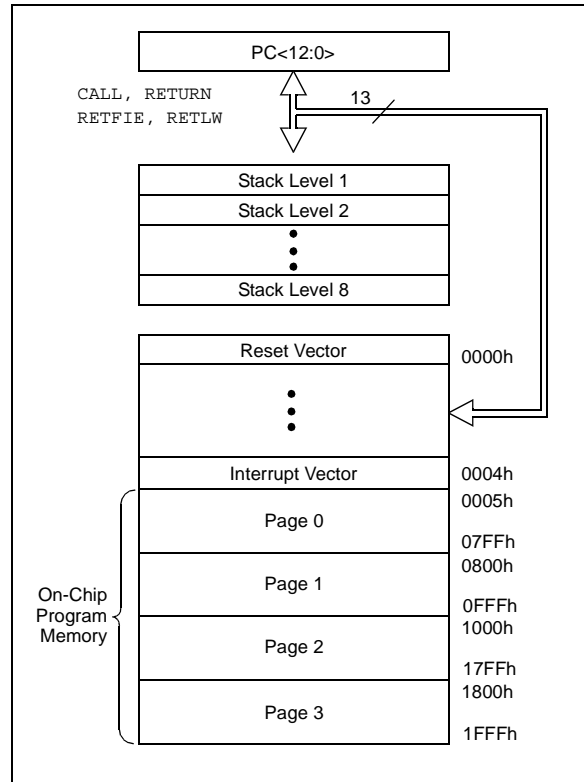 PC<12:0>
CALL, RETURN
RETFIE, RETLW
13
Stack Level 1
Stack Level 2
Stack Level 8
Reset Vector
0000h
Interrupt Vector
0004h
0005h
Page 0
07FFh
0800h
Page 1
0FFFh
1000h
Page 2
17FFh
1800h
Page 3
1FFFh
On-Chip
Program
Memory